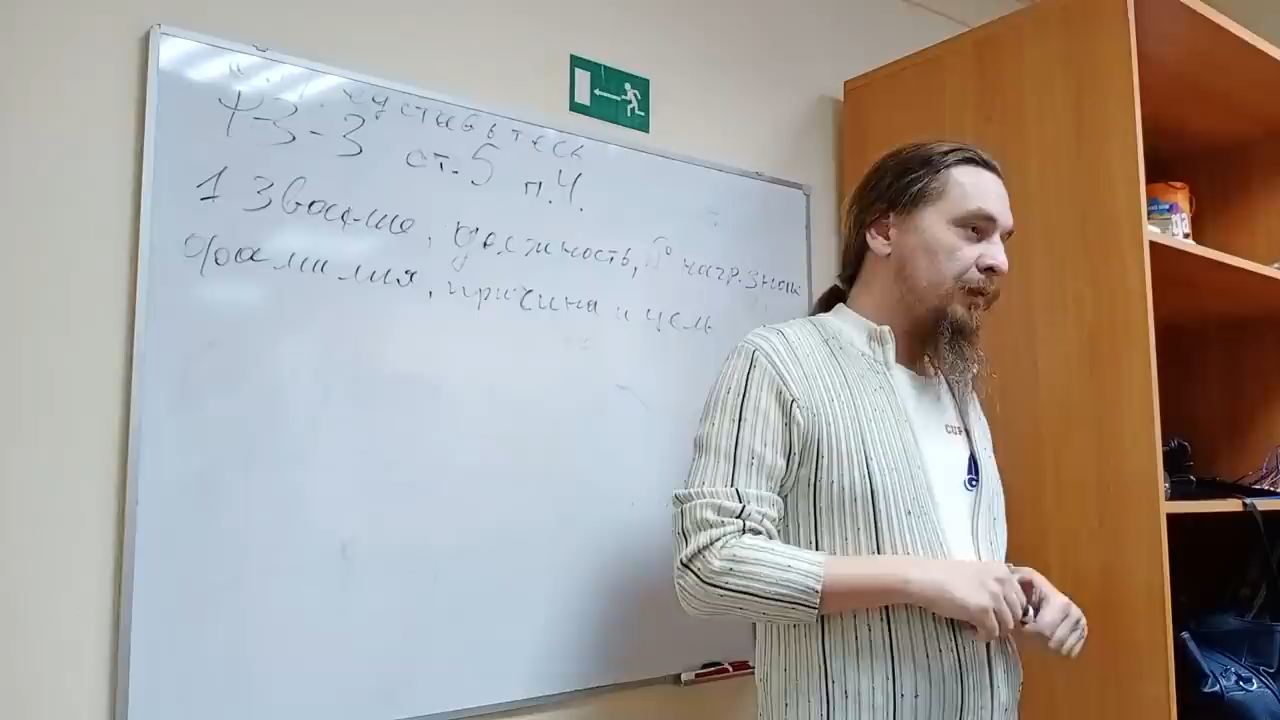 ФЗ-3 ст.5 п.4.
1 Звание, должность, № нагр. знак
фамилия, причина и цель